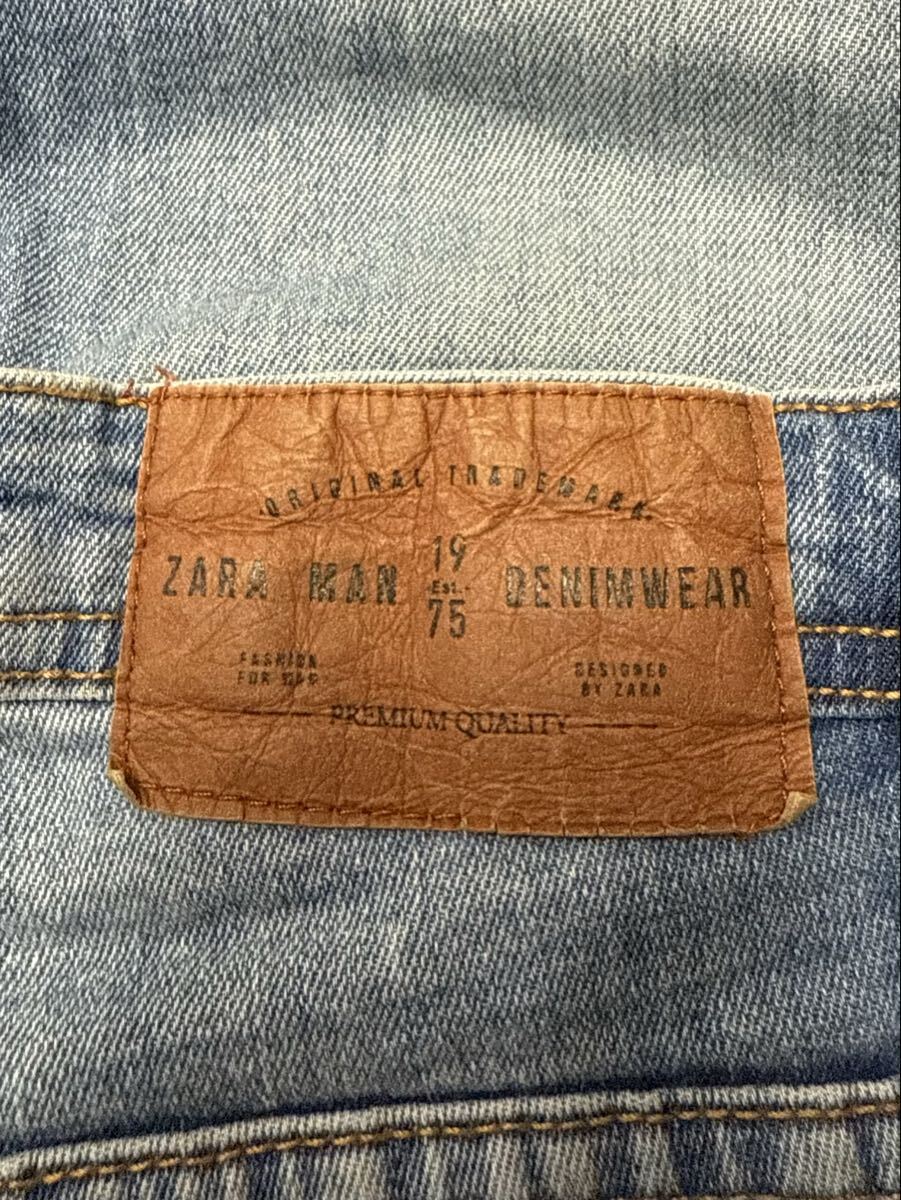 ORIGINAL TRADEMARK
ZARA MAN 19 Est. 75 DENIMWEAR
FASHION FOR MAN
DESIGNED BY ZARA
PREMIUM QUALITY